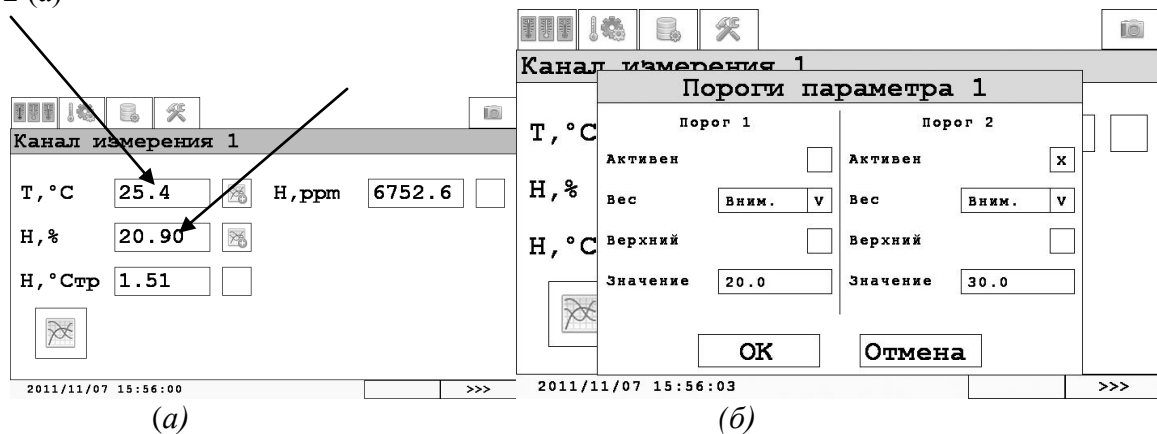 Канал измерения 1
T,°C 25.4 H,ppm 6752.6
H,% 20.90
H,°Cтр 1.51
2011/11/07 15:56:00 >>>
(а)
Канал измерения 1
Пороги параметра 1
Порог 1 Порог 2
T,°C
Активен Активен x
H,%
Вес Вним. V Вес Вним. V
H,°C
Верхний Верхний
Значение 20.0 Значение 30.0
OK Отмена
2011/11/07 15:56:03 >>>
(б)